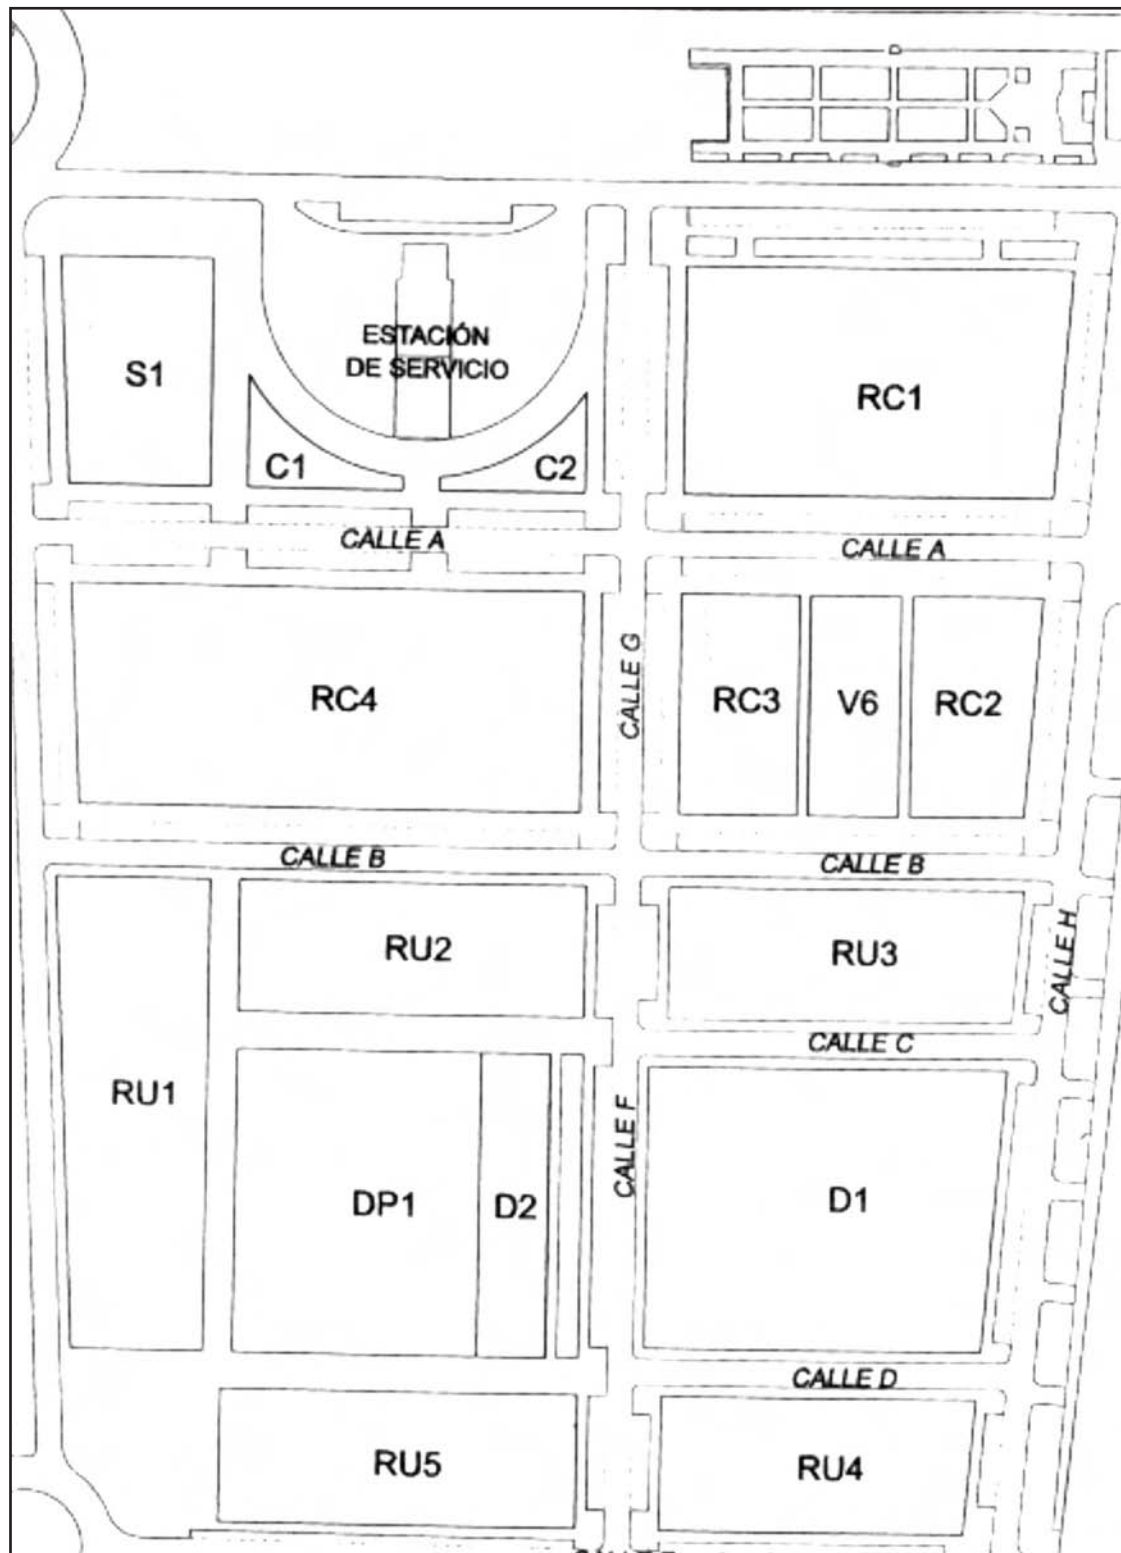 ESTACIÓN
DE SERVICIO
S1
RC1
C1
C2
CALLE A
CALLE A
CALLE G
RC4
RC3
V6
RC2
CALLE B
CALLE B
RU2
RU3
CALLE H
CALLE C
RU1
CALLE F
DP1
D2
D1
CALLE D
RU5
RU4